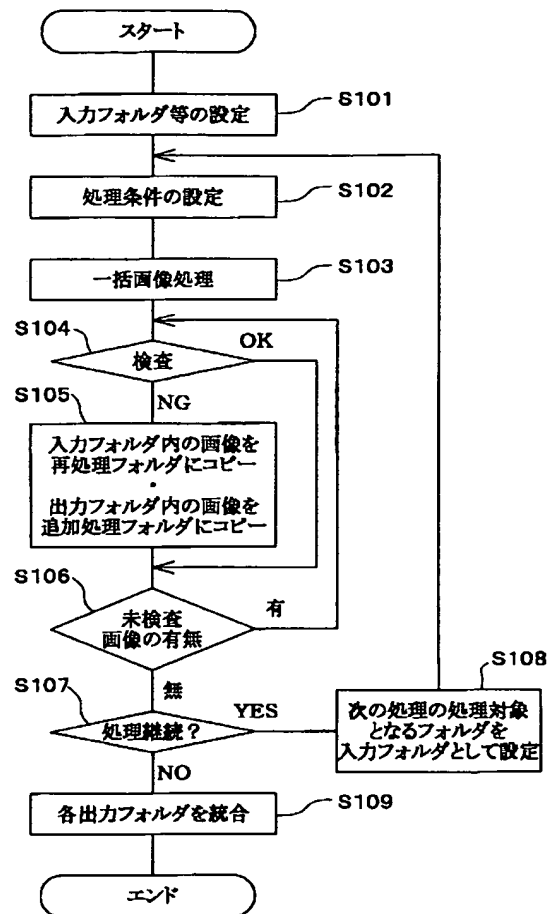 スタート
入力フォルダ等の設定
S101
処理条件の設定
S102
一括画像処理
S103
S104
検査
OK
NG
S105
入力フォルダ内の画像を
再処理フォルダにコピー
・
出力フォルダ内の画像を
追加処理フォルダにコピー
S106
未検査
画像の有無
有
無
S107
処理継続?
YES
S108
次の処理の処理対象
となるフォルダを
入力フォルダとして設定
NO
各出力フォルダを統合
S109
エンド